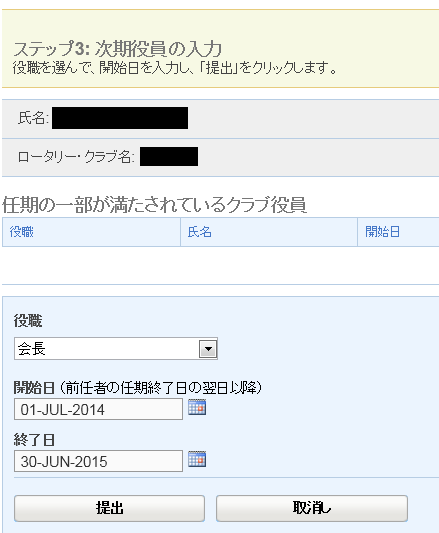 ステップ3: 次期役員の入力
役職を選んで、開始日を入力し、「提出」をクリックします。
氏名:
ロータリー・クラブ名:
任期の一部が満たされているクラブ役員
役職 氏名 開始日
役職
会長
開始日 (前任者の任期終了日の翌日以降)
01-JUL-2014
終了日
30-JUN-2015
提出 取消し